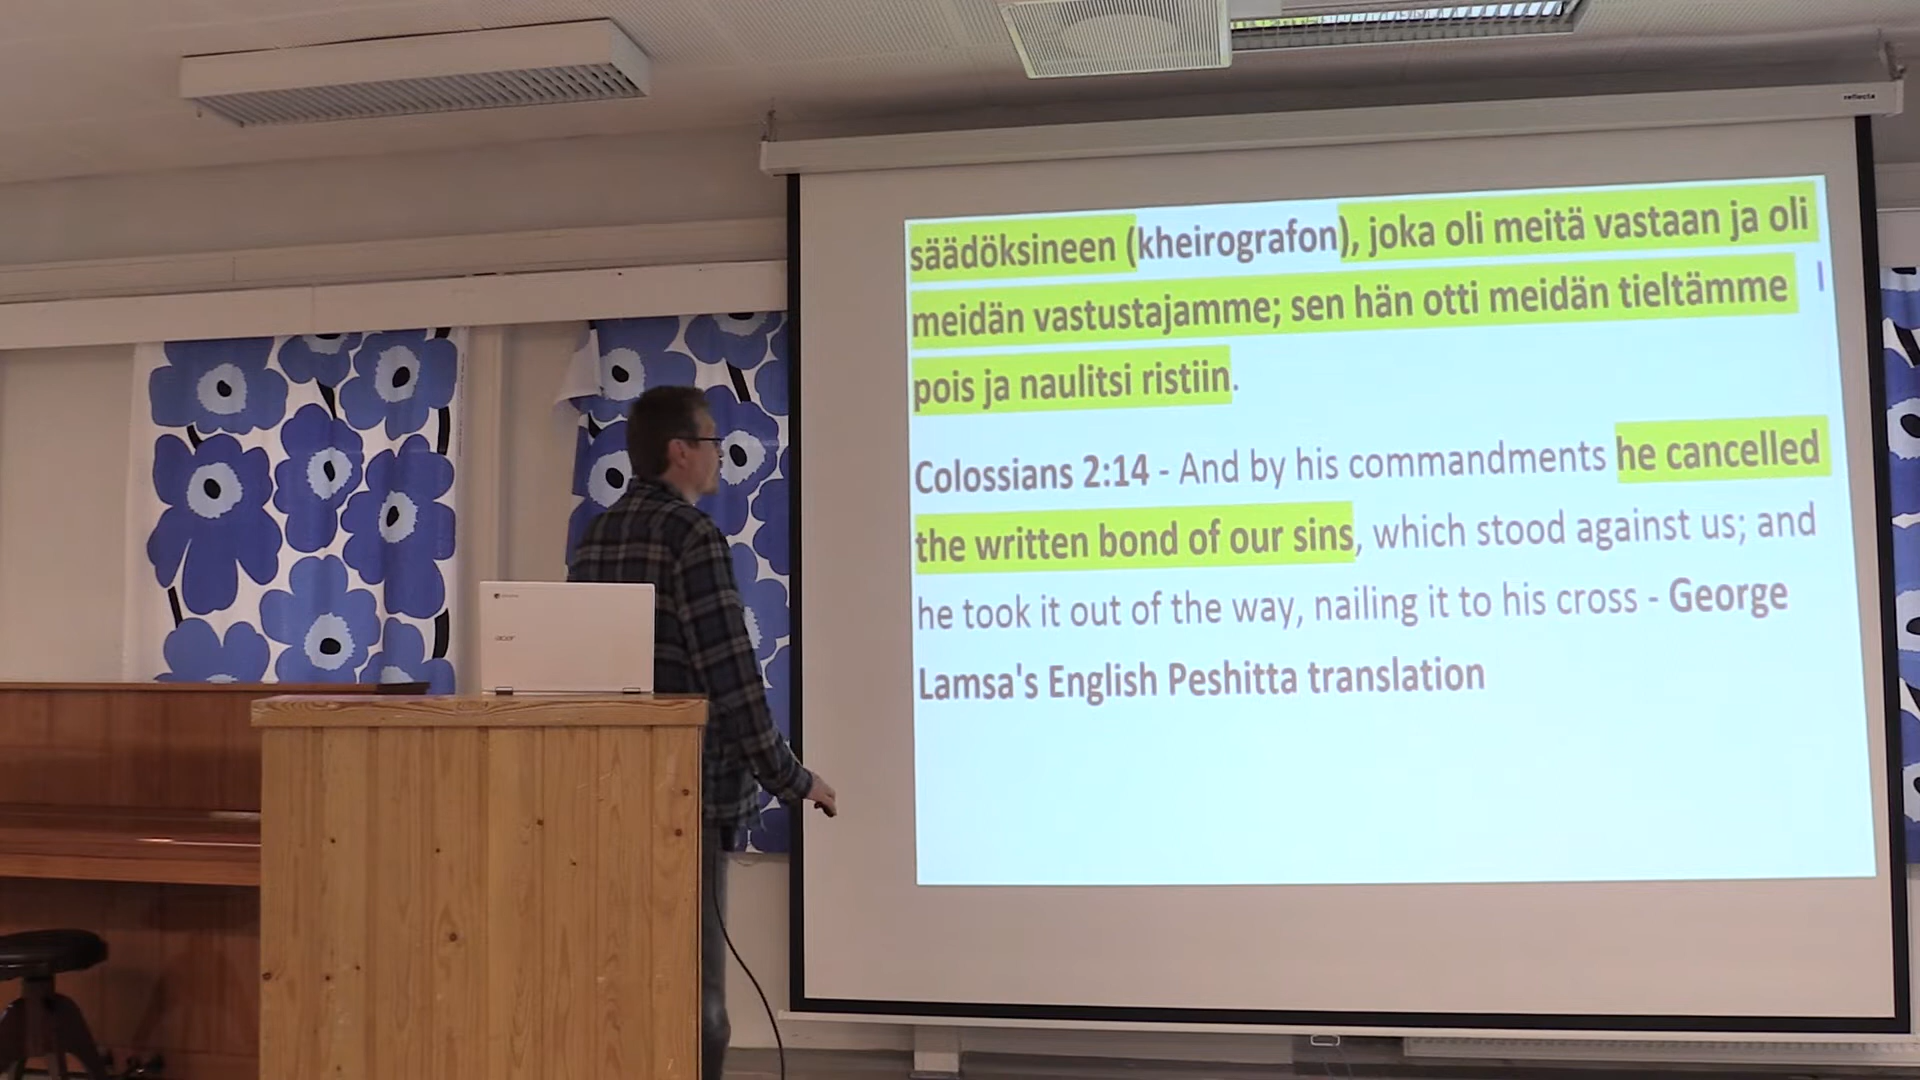 reflecta
säädöksineen (kheirografon), joka oli meitä vastaan ja oli
meidän vastustajamme; sen hän otti meidän tieltämme
pois ja naulitsi ristiin.
Colossians 2:14 - And by his commandments he cancelled
the written bond of our sins, which stood against us; and
he took it out of the way, nailing it to his cross - George
Lamsa's English Peshitta translation
acer